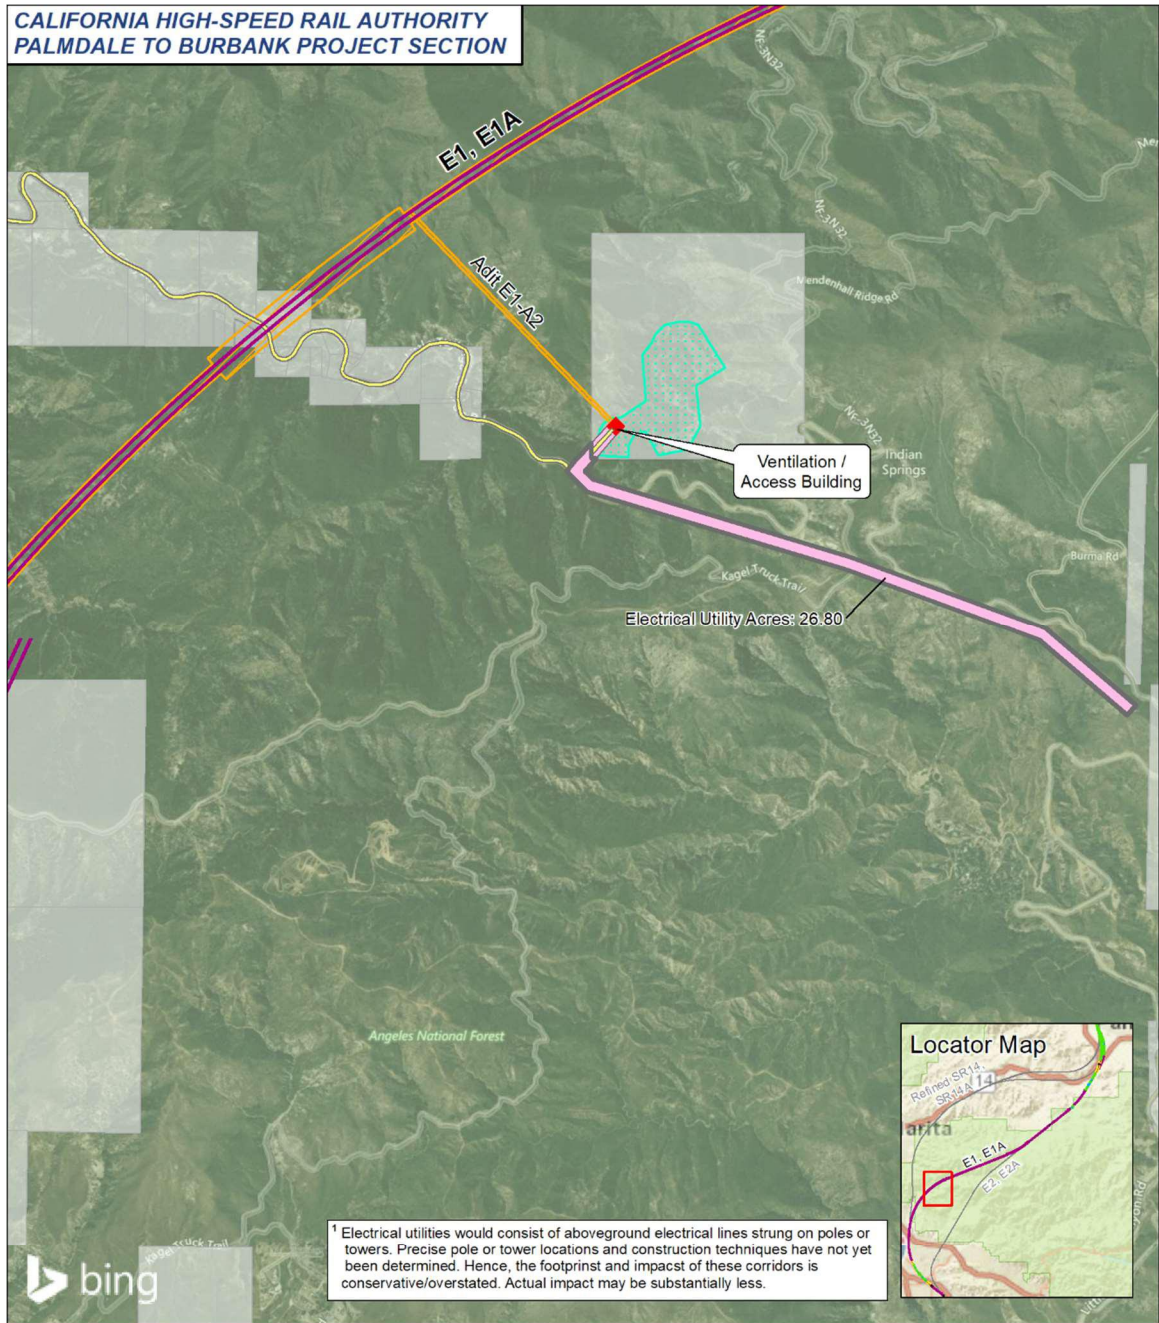 CALIFORNIA HIGH-SPEED RAIL AUTHORITY
PALMDALE TO BURBANK PROJECT SECTION
NF-3N32
E1, E1A
NF-3N32
Adit E1-A2
Mendenhall Ridge Rd
NF-3N32
Indian
Springs
Ventilation /
Access Building
Burma Rd
Kagel Truck Trail
Electrical Utility Acres: 26.80
Angeles National Forest
Locator Map
Refined SR14,
SR14A
14
arita
E1, E1A
E2, E2A
yon Rd
Kagel Truck Trail
bing
1 Electrical utilities would consist of aboveground electrical lines strung on poles or
towers. Precise pole or tower locations and construction techniques have not yet
been determined. Hence, the footprinst and impacst of these corridors is
conservative/overstated. Actual impact may be substantially less.